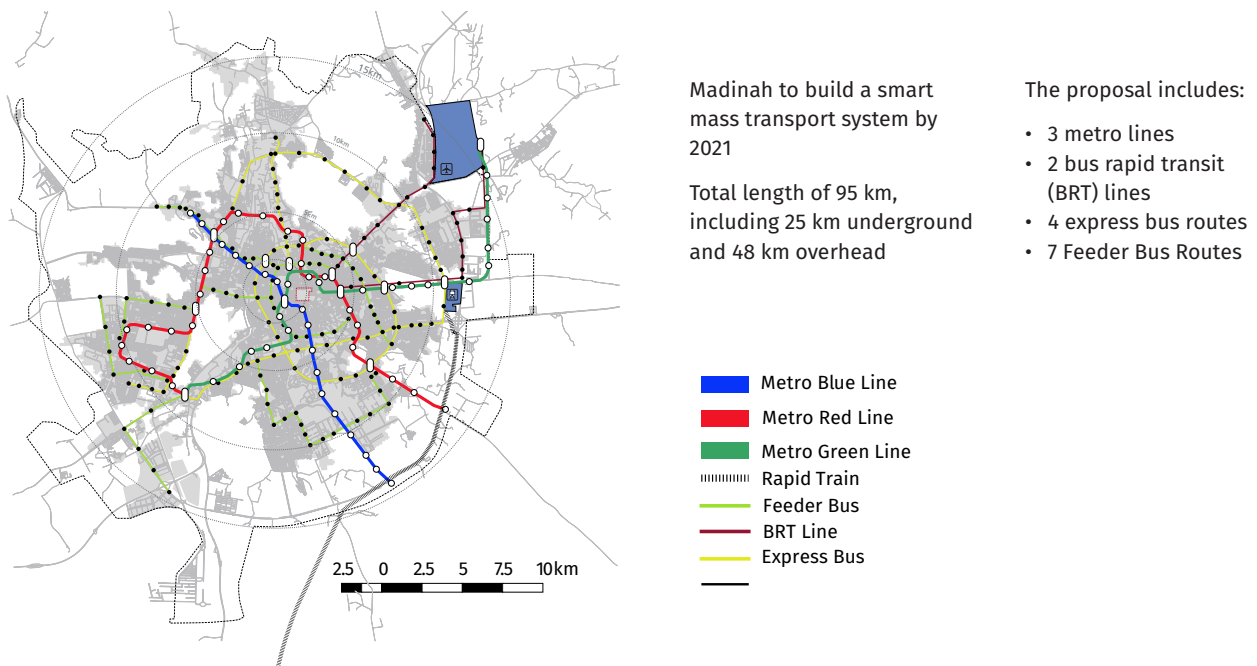 15km
10km
5km
2.5 0 2.5 5 7.5 10km
Madinah to build a smart
mass transport system by
2021
Total length of 95 km,
including 25 km underground
and 48 km overhead
The proposal includes:
• 3 metro lines
• 2 bus rapid transit
(BRT) lines
• 4 express bus routes
• 7 Feeder Bus Routes
Metro Blue Line
Metro Red Line
Metro Green Line
Rapid Train
Feeder Bus
BRT Line
Express Bus